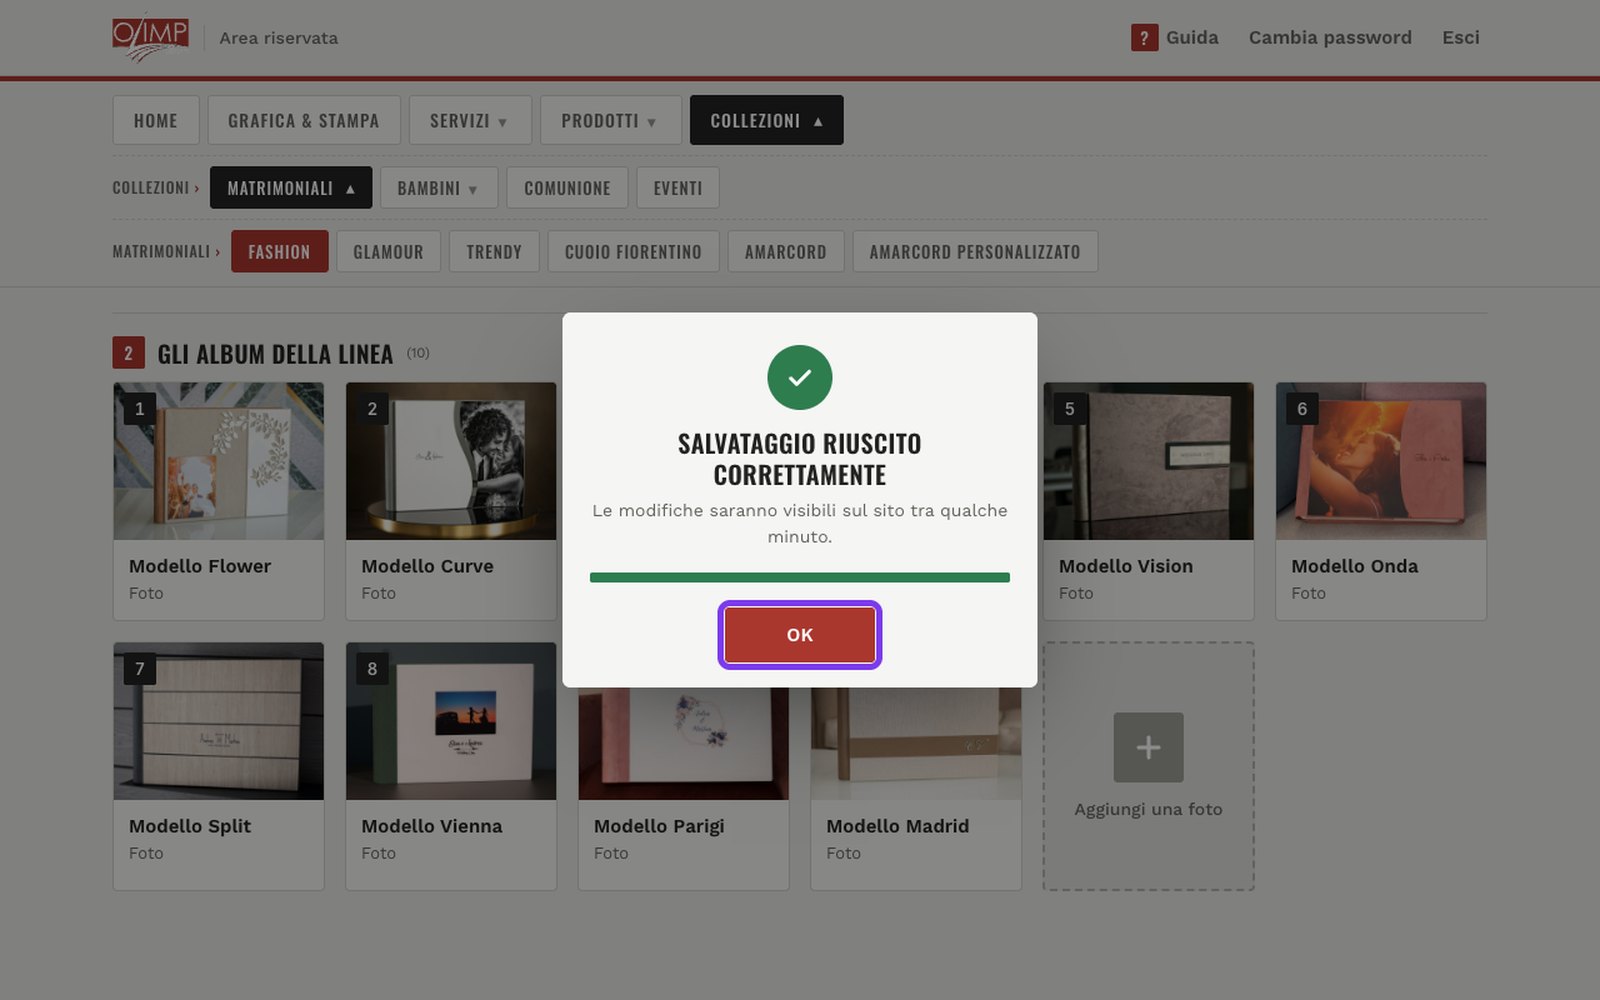 OLIMP
Area riservata
? Guida
Cambia password
Esci
HOME
GRAFICA & STAMPA
SERVIZI ▼
PRODOTTI ▼
COLLEZIONI ▲
COLLEZIONI ›
MATRIMONIALI ▲
BAMBINI ▼
COMUNIONE
EVENTI
MATRIMONIALI ›
FASHION
GLAMOUR
TRENDY
CUOIO FIORENTINO
AMARCORD
AMARCORD PERSONALIZZATO
2 GLI ALBUM DELLA LINEA (10)
SALVATAGGIO RIUSCITO
CORRETTAMENTE
Le modifiche saranno visibili sul sito tra qualche
minuto.
OK
1
Modello Flower
Foto
2
Modello Curve
Foto
5
Modello Vision
Foto
6
Modello Onda
Foto
7
Modello Split
Foto
8
Modello Vienna
Foto
Modello Parigi
Foto
Modello Madrid
Foto
+
Aggiungi una foto